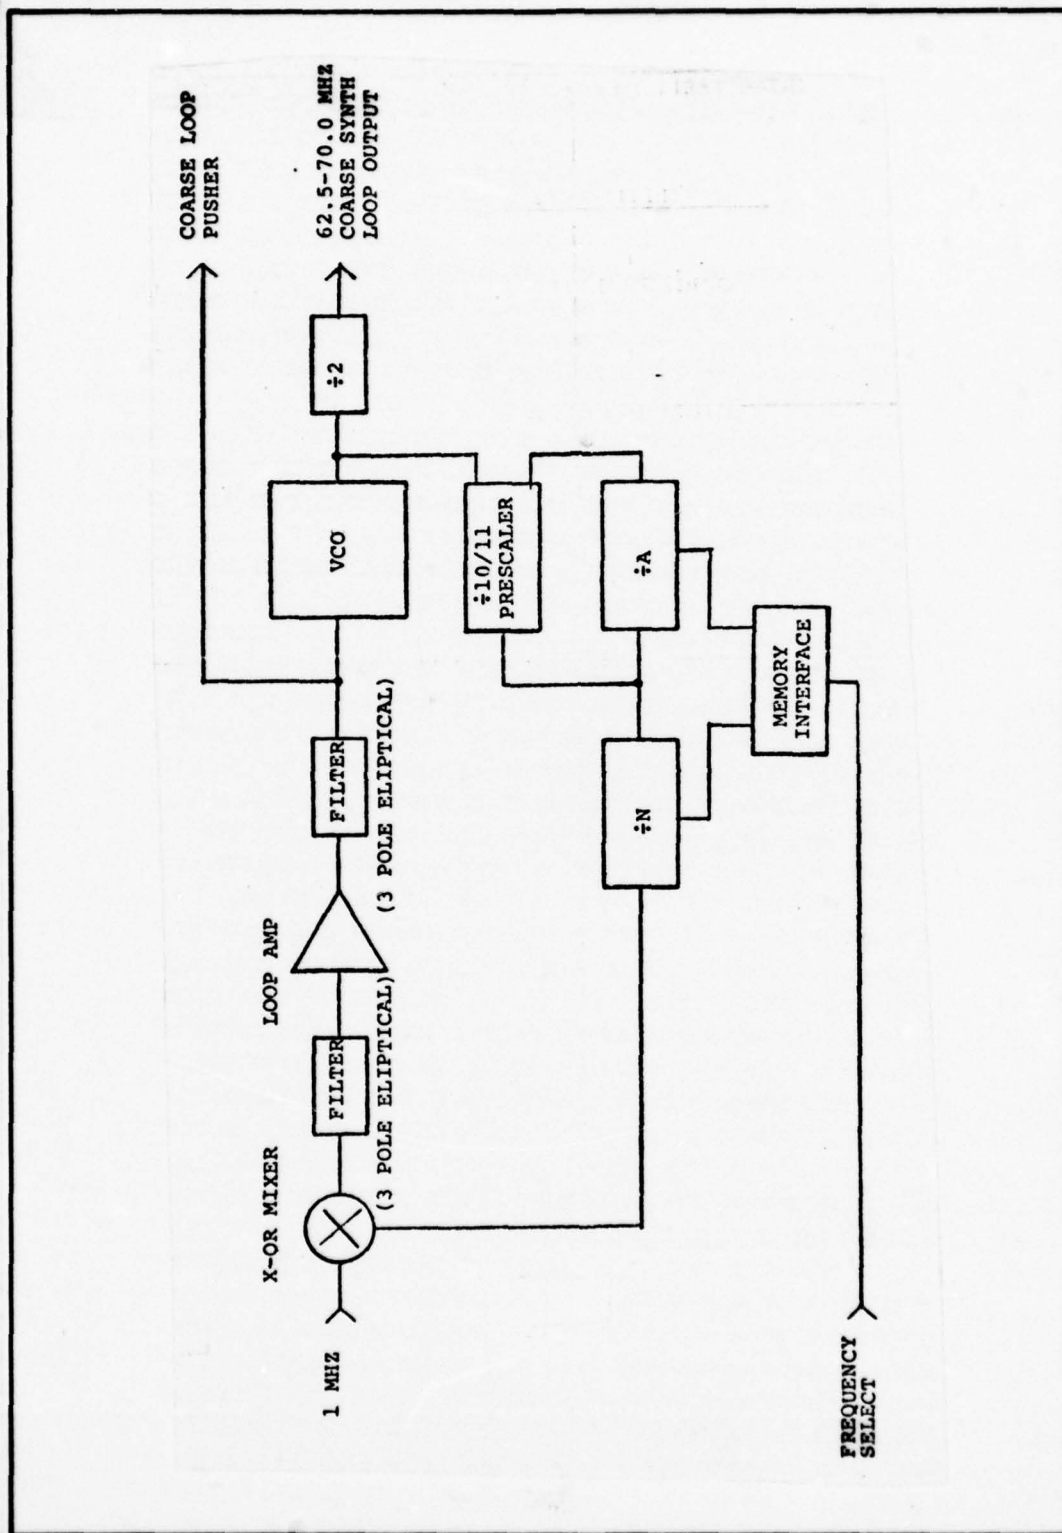 COARSE LOOP
PUSHER
62.5-70.0 MHZ
COARSE SYNTH
LOOP OUTPUT
÷2
VCO
÷10/11
PRESCALER
÷A
MEMORY
INTERFACE
÷N
FILTER
(3 POLE ELIPTICAL)
LOOP AMP
FILTER
(3 POLE ELIPTICAL)
X-OR MIXER
1 MHZ
FREQUENCY
SELECT